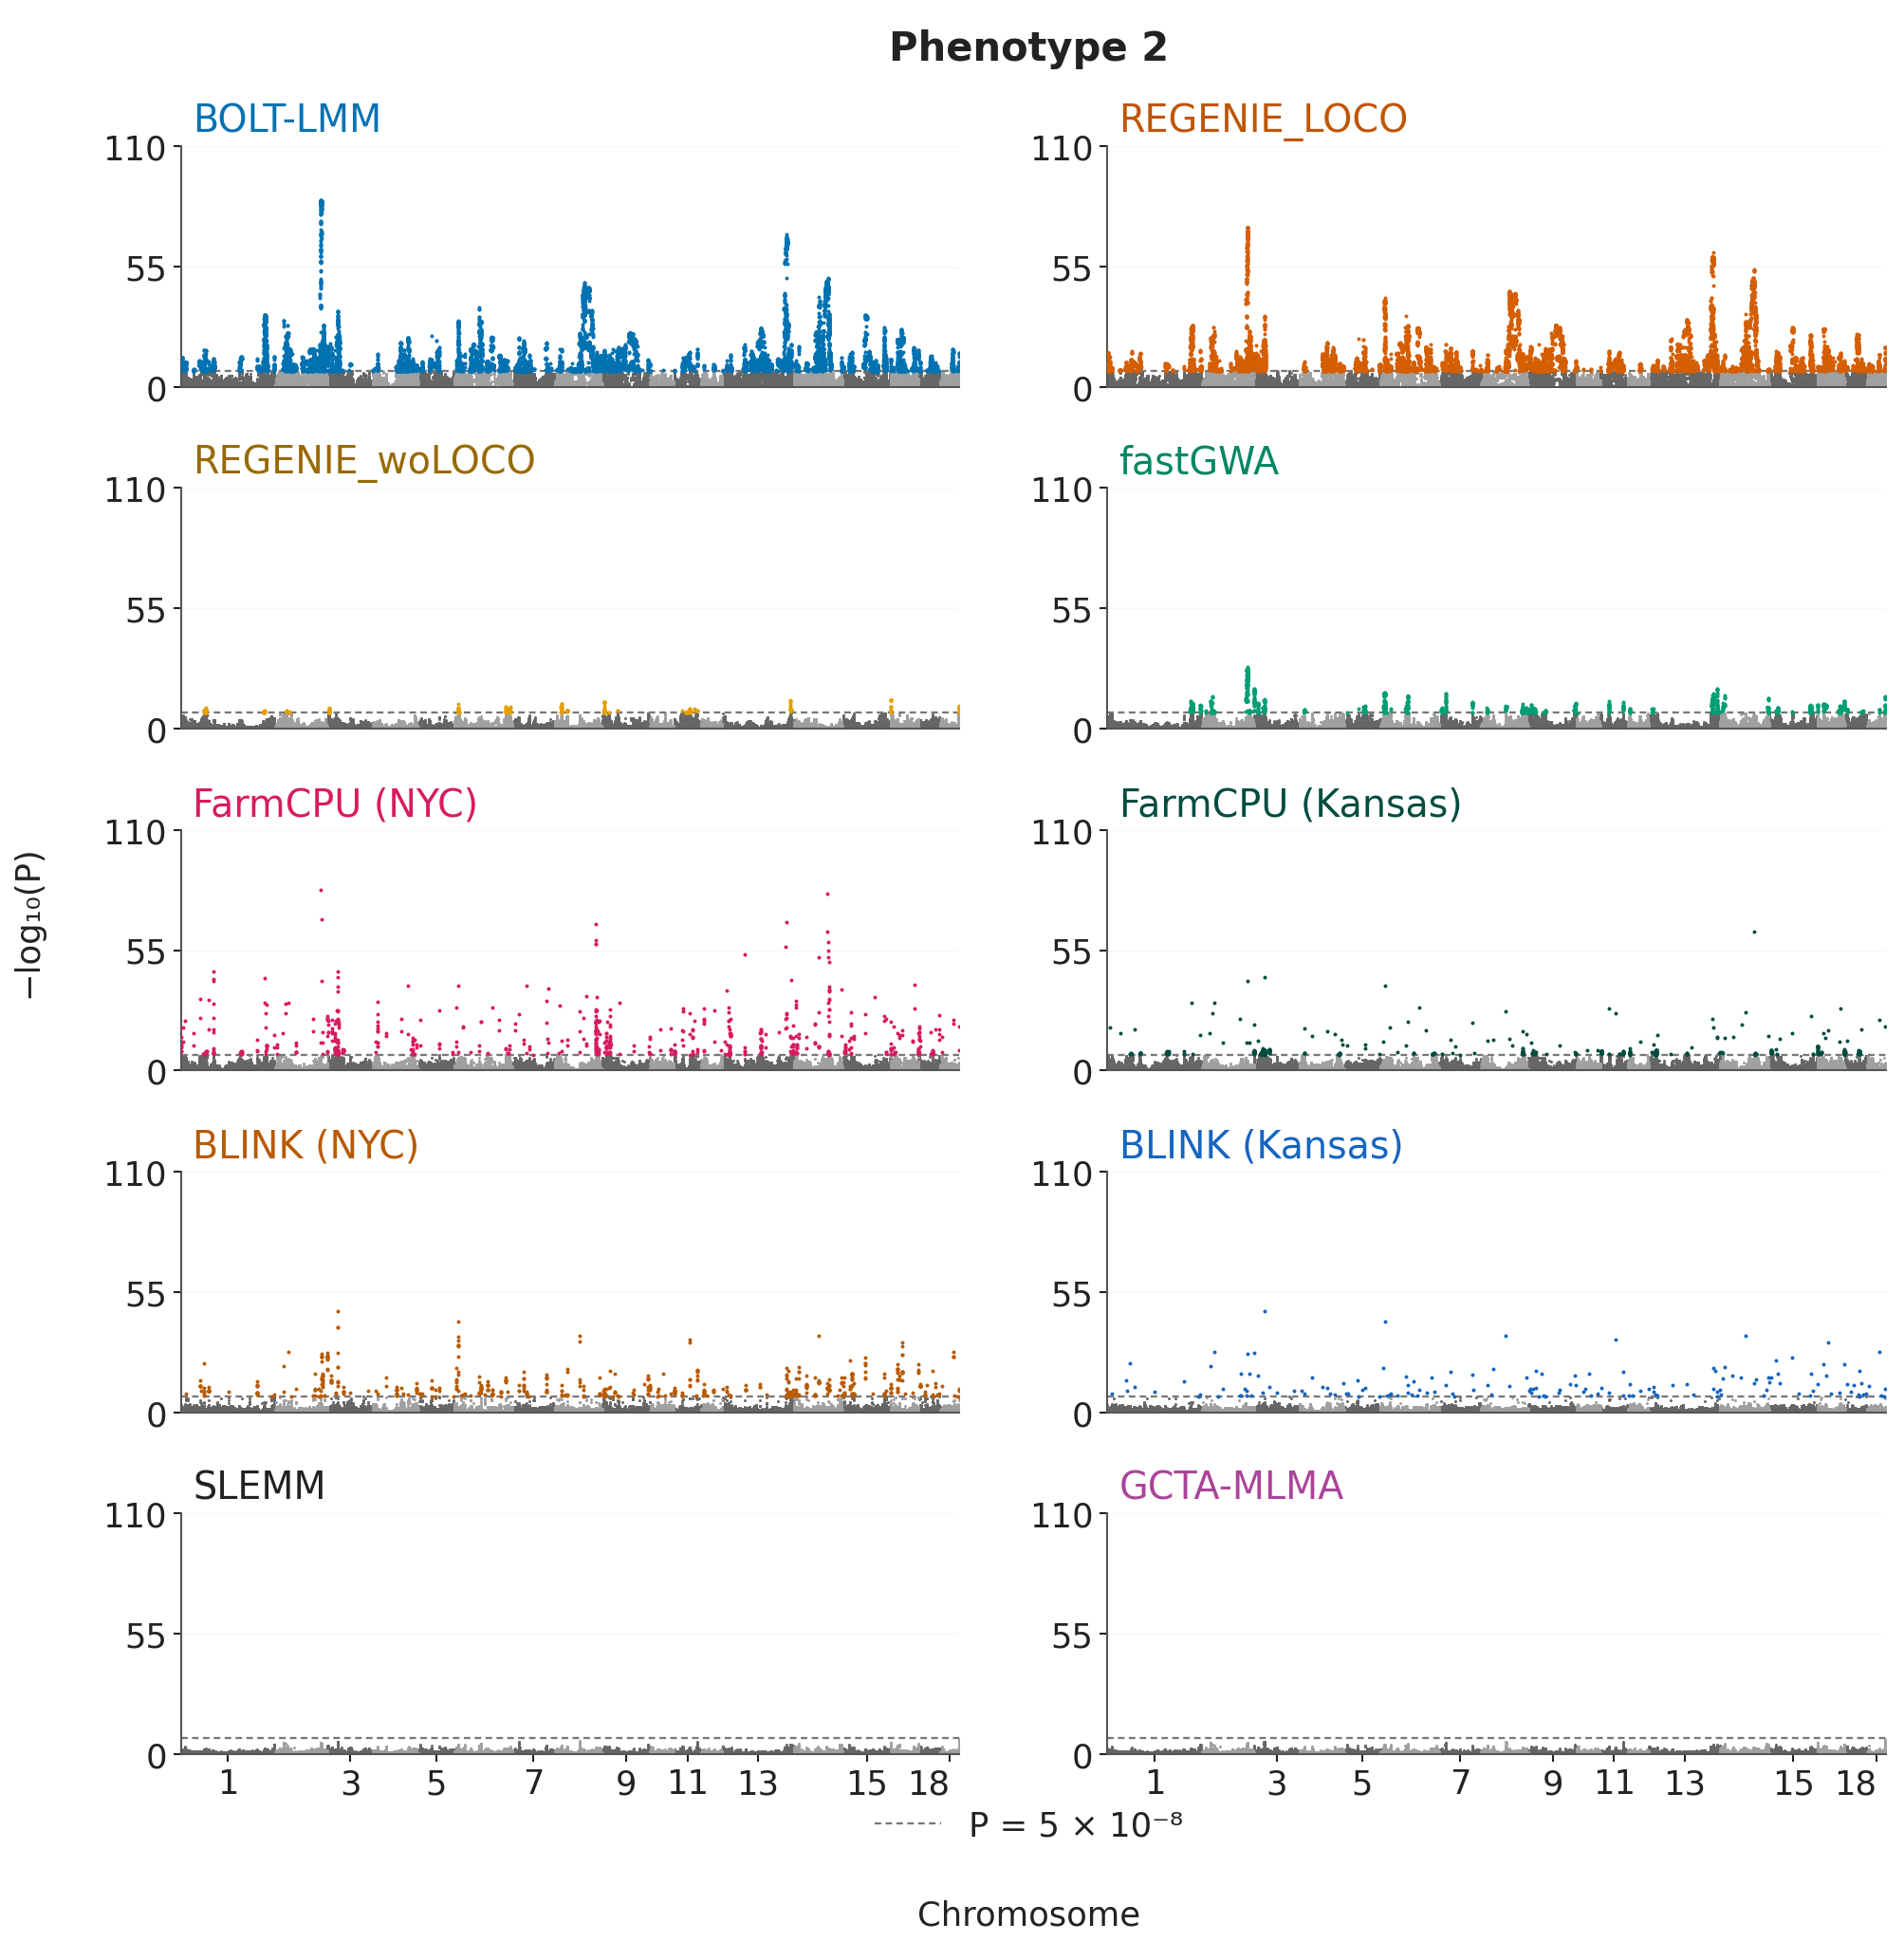 Phenotype 2
BOLT-LMM
110
55
0
REGENIE_LOCO
110
55
0
REGENIE_woLOCO
110
55
0
fastGWA
110
55
0
−log₁₀(P)
FarmCPU (NYC)
110
55
0
FarmCPU (Kansas)
110
55
0
BLINK (NYC)
110
55
0
BLINK (Kansas)
110
55
0
SLEMM
110
55
0
1 3 5 7 9 11 13 15 18
GCTA-MLMA
110
55
0
1 3 5 7 9 11 13 15 18
P = 5 × 10⁻⁸
Chromosome